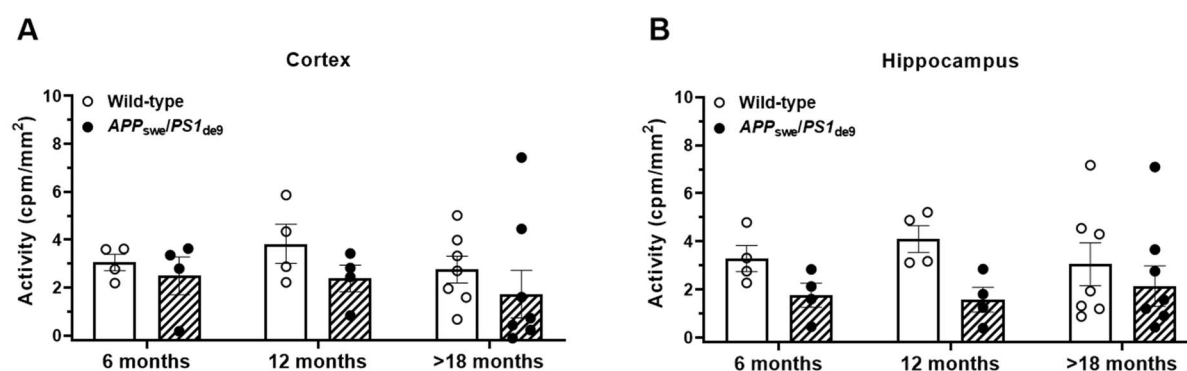 A
Cortex
Activity (cpm/mm²)
10
8
6
4
2
0
Wild-type
APPswe/PS1de9
6 months
12 months
>18 months
B
Hippocampus
Activity (cpm/mm²)
10
8
6
4
2
0
Wild-type
APPswe/PS1de9
6 months
12 months
>18 months